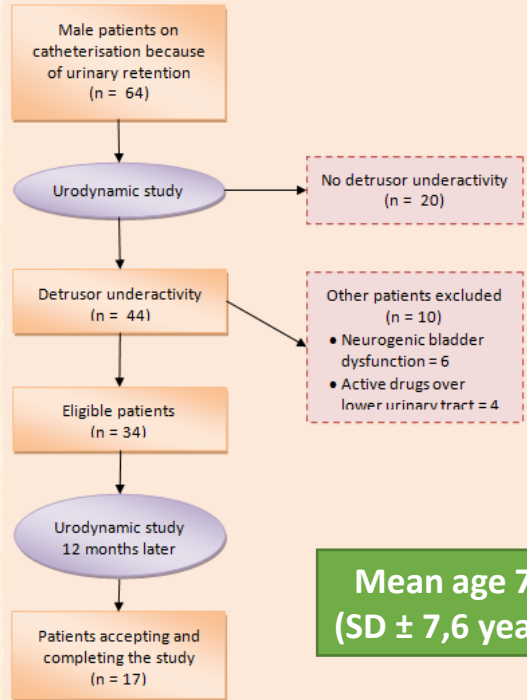 Male patients on
catheterisation because
of urinary retention
(n = 64)
Urodynamic study
No detrusor underactivity
(n = 20)
Detrusor underactivity
(n = 44)
Other patients excluded
(n = 10)
• Neurogenic bladder
dysfunction = 6
• Active drugs over
lower urinary tract = 4
Eligible patients
(n = 34)
Urodynamic study
12 months later
Mean age 7
(SD ± 7,6 yea
Patients accepting and
completing the study
(n = 17)